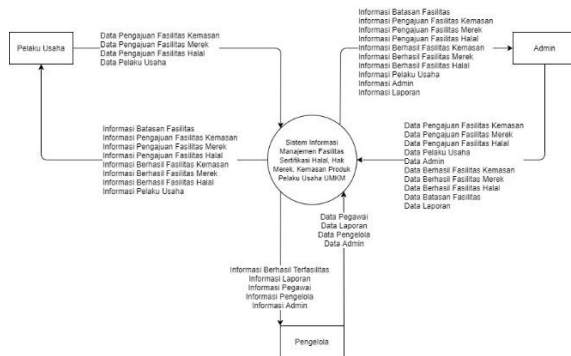 Pelaku Usaha
Data Pengajuan Fasilitas Kemasan
Data Pengajuan Fasilitas Merek
Data Pengajuan Fasilitas Halal
Data Pelaku Usaha
Informasi Batasan Fasilitas
Informasi Pengajuan Fasilitas Kemasan
Informasi Pengajuan Fasilitas Merek
Informasi Pengajuan Fasilitas Halal
Informasi Berhasil Fasilitas Kemasan
Informasi Berhasil Fasilitas Merek
Informasi Berhasil Fasilitas Halal
Informasi Pelaku Usaha
Informasi Admin
Informasi Laporan
Admin
Informasi Batasan Fasilitas
Informasi Pengajuan Fasilitas Kemasan
Informasi Pengajuan Fasilitas Merek
Informasi Pengajuan Fasilitas Halal
Informasi Berhasil Fasilitas Kemasan
Informasi Berhasil Fasilitas Merek
Informasi Berhasil Fasilitas Halal
Informasi Pelaku Usaha
Sistem Informasi
Manajemen Fasilitas
Sertifikasi Halal, Hak
Merek, Kemasan Produk
Pelaku Usaha UMKM
Data Pengajuan Fasilitas Kemasan
Data Pengajuan Fasilitas Merek
Data Pengajuan Fasilitas Halal
Data Pelaku Usaha
Data Admin
Data Berhasil Fasilitas Kemasan
Data Berhasil Fasilitas Merek
Data Berhasil Fasilitas Halal
Data Batasan Fasilitas
Data Laporan
Data Pegawai
Data Laporan
Data Pengelola
Data Admin
Informasi Berhasil Terfasilitas
Informasi Laporan
Informasi Pegawai
Informasi Pengelola
Informasi Admin
Pengelola